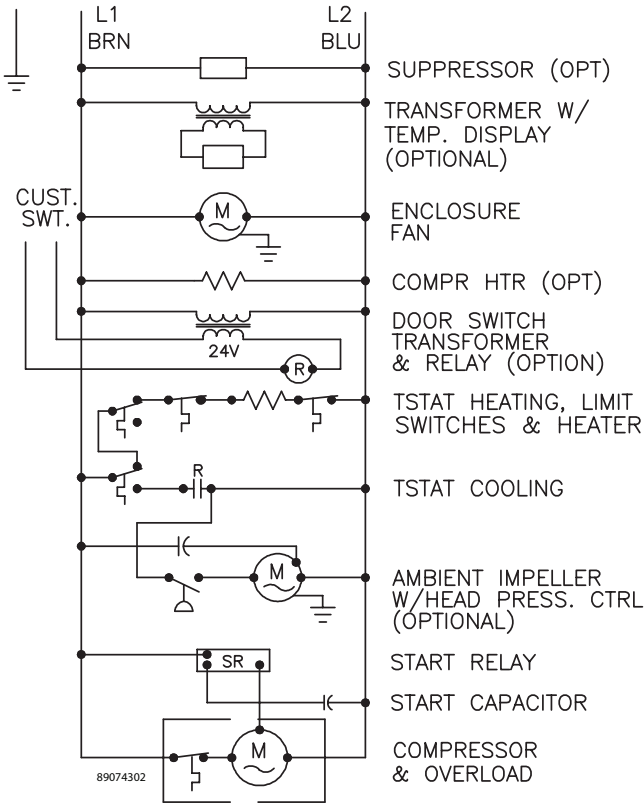 L1
BRN
L2
BLU
SUPPRESSOR (OPT)
TRANSFORMER W/
TEMP. DISPLAY
(OPTIONAL)
CUST.
SWT.
M
ENCLOSURE
FAN
COMPR HTR (OPT)
24V
R
DOOR SWITCH
TRANSFORMER
& RELAY (OPTION)
TSTAT HEATING, LIMIT
SWITCHES & HEATER
R
TSTAT COOLING
M
AMBIENT IMPELLER
W/HEAD PRESS. CTRL
(OPTIONAL)
SR
START RELAY
START CAPACITOR
M
COMPRESSOR
& OVERLOAD
89074302